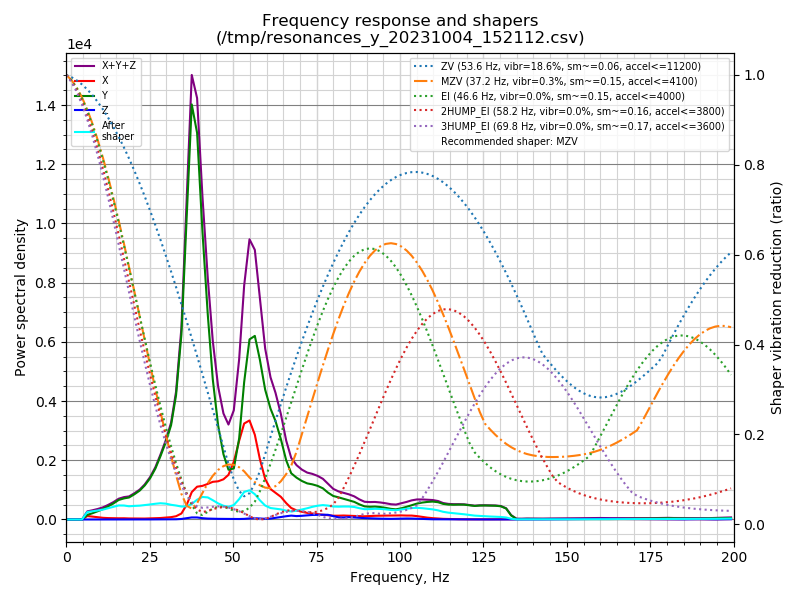 Frequency response and shapers
(/tmp/resonances_y_20231004_152112.csv)
1e4
X+Y+Z
X
Y
Z
After
shaper
ZV (53.6 Hz, vibr=18.6%, sm~=0.06, accel<=11200)
MZV (37.2 Hz, vibr=0.3%, sm~=0.15, accel<=4100)
EI (46.6 Hz, vibr=0.0%, sm~=0.15, accel<=4000)
2HUMP_EI (58.2 Hz, vibr=0.0%, sm~=0.16, accel<=3800)
3HUMP_EI (69.8 Hz, vibr=0.0%, sm~=0.17, accel<=3600)
Recommended shaper: MZV
Power spectral density
1.4
1.2
1.0
0.8
0.6
0.4
0.2
0.0
1.0
0.8
0.6
0.4
0.2
0.0
Shaper vibration reduction (ratio)
0 25 50 75 100 125 150 175 200
Frequency, Hz